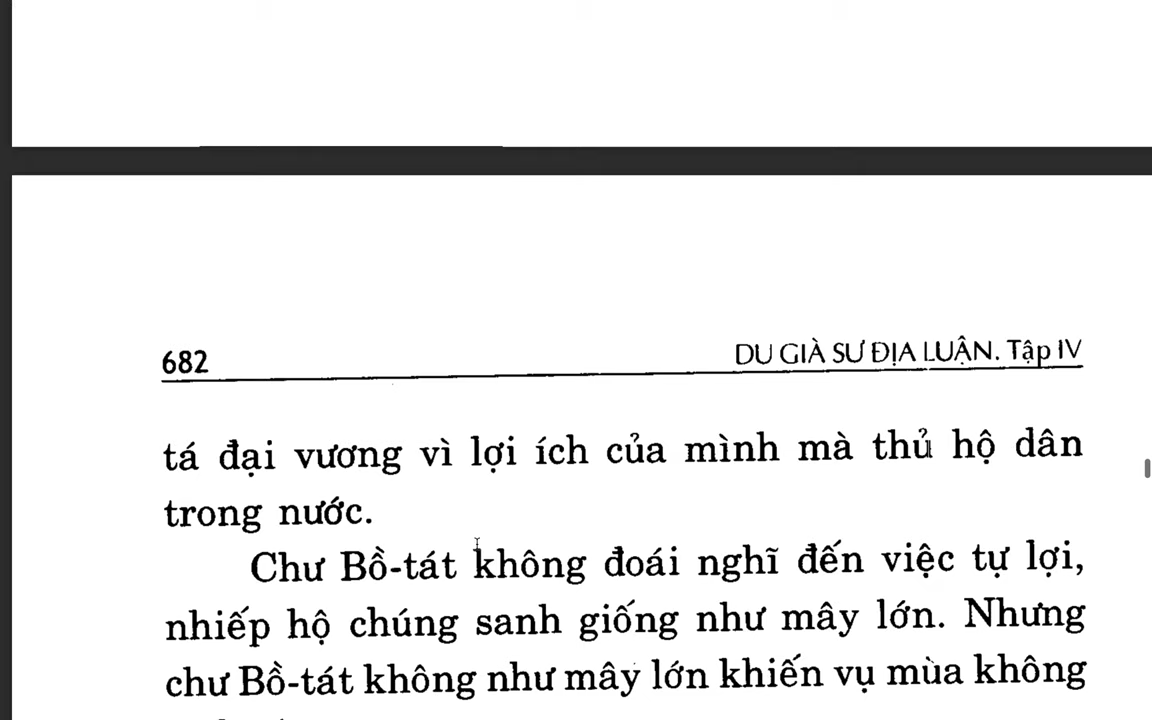 682
DU GIÀ SƯ ĐỊA LUẬN. Tập IV
tá đại vương vì lợi ích của mình mà thủ hộ dân
trong nước.
Chư Bồ-tát không đoái nghĩ đến việc tự lợi,
nhiếp hộ chúng sanh giống như mây lớn. Nhưng
chư Bồ-tát không như mây lớn khiến vụ mùa không